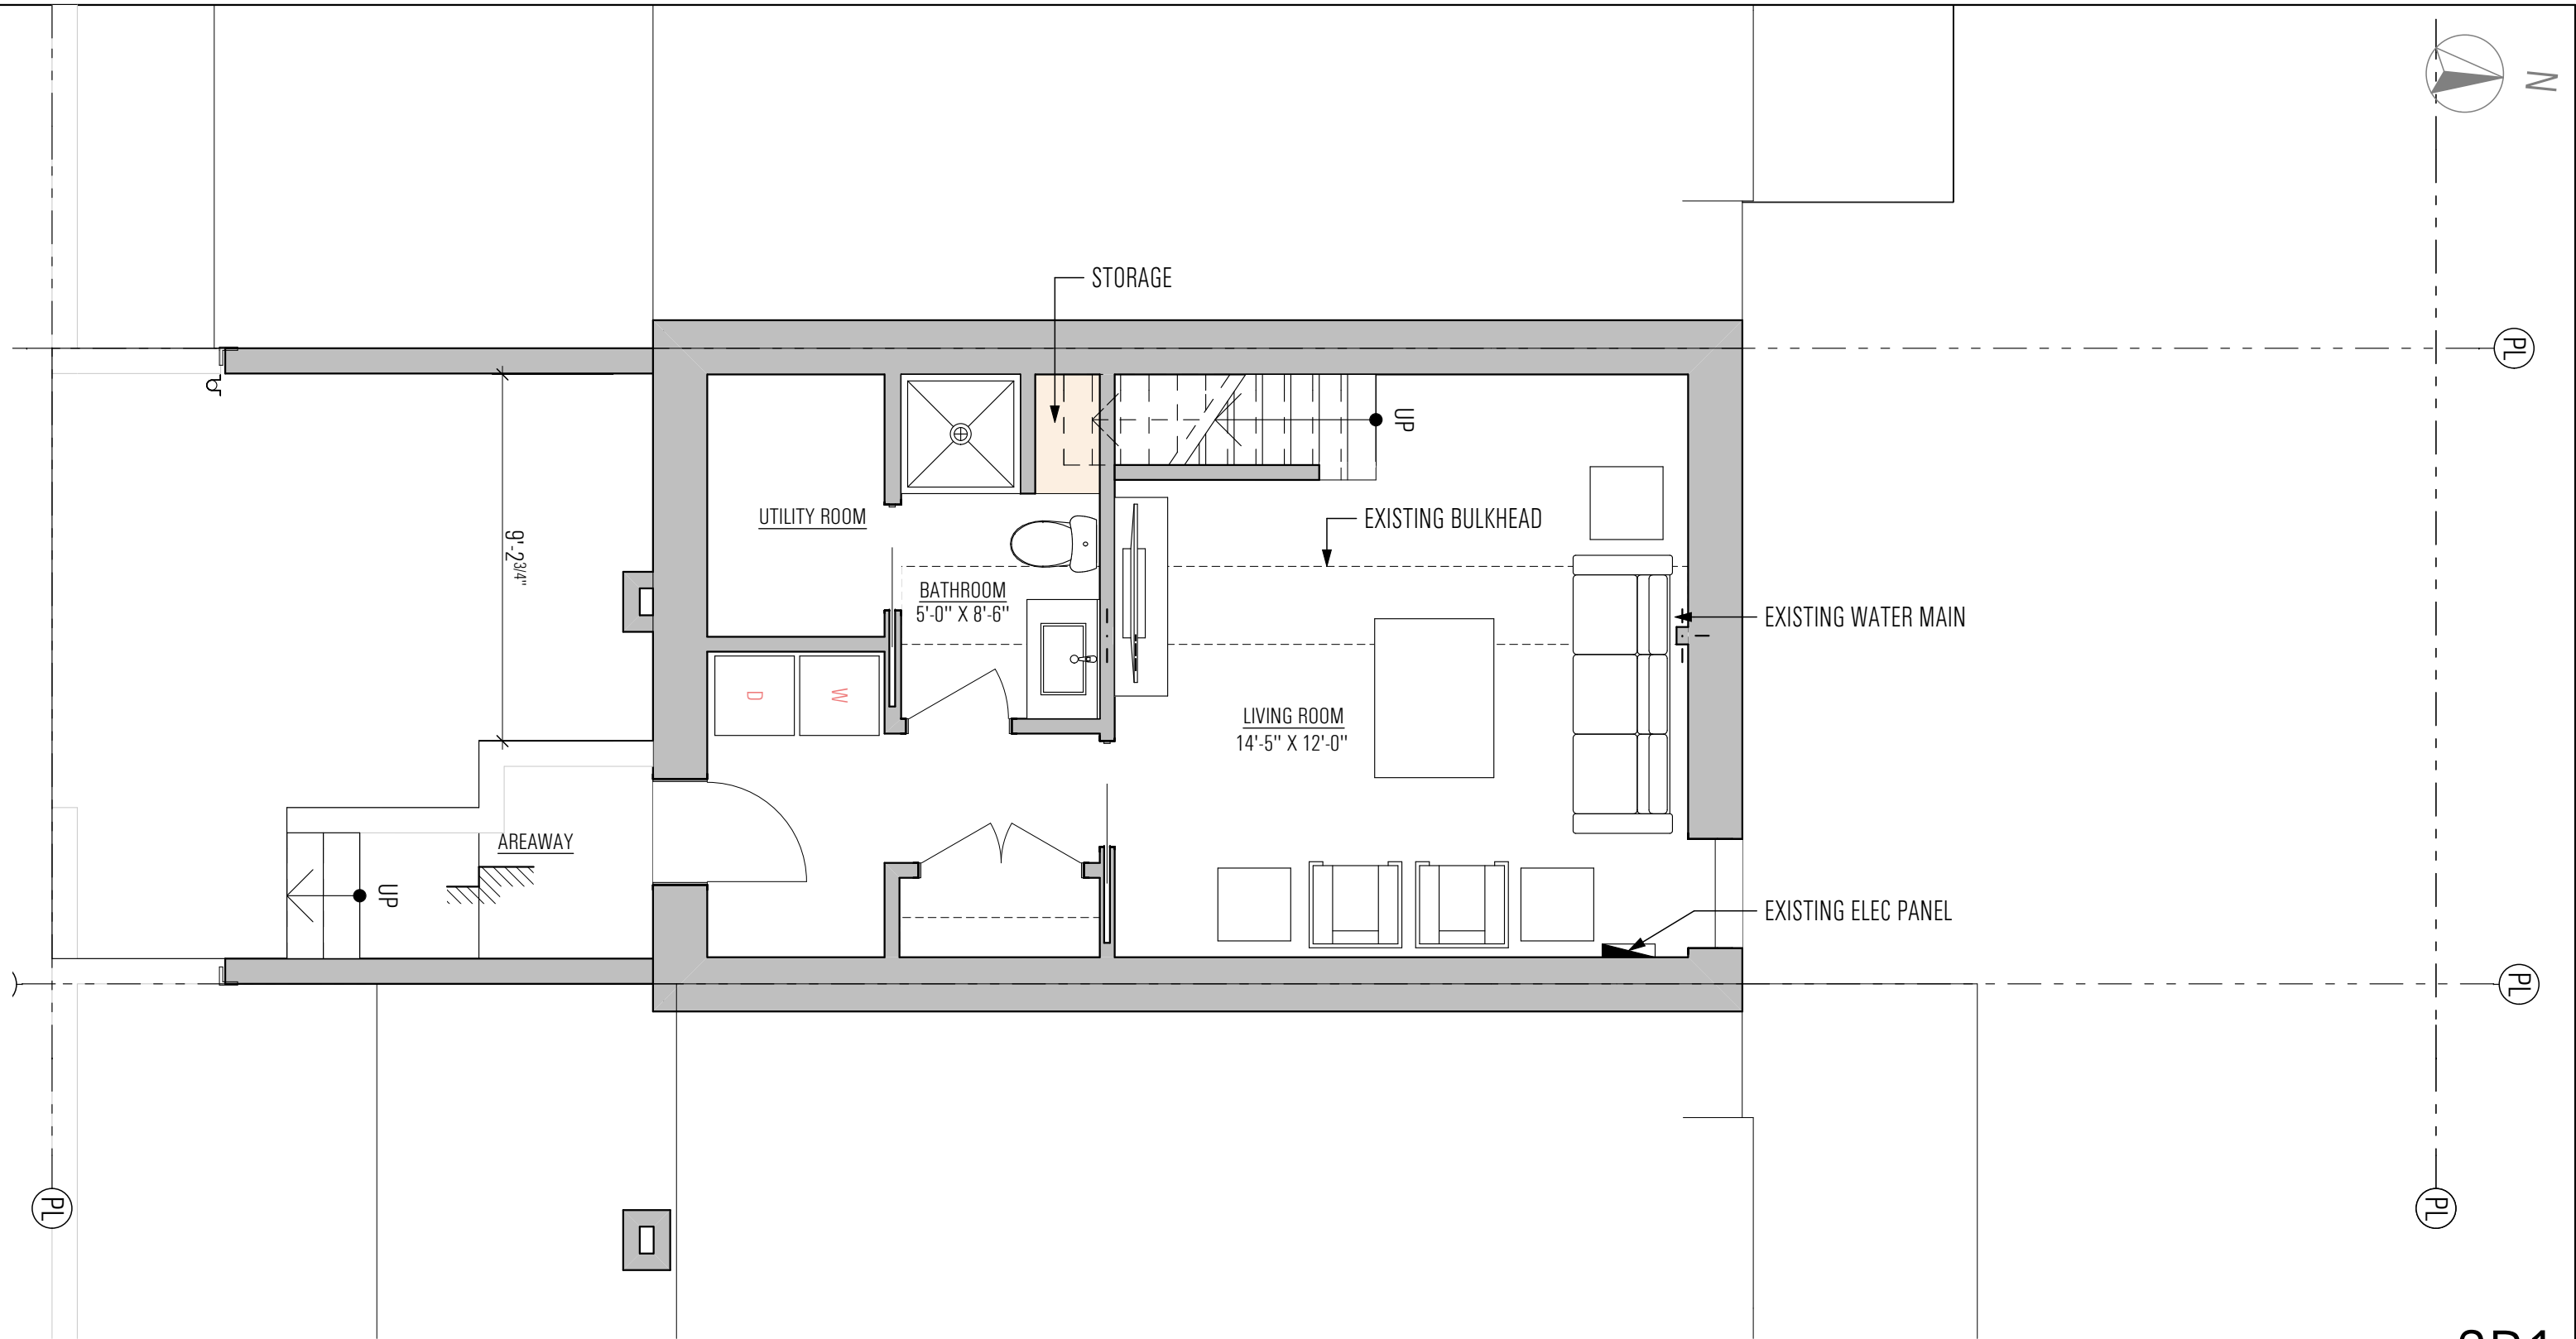 N
STORAGE
PL
UP
UTILITY ROOM
EXISTING BULKHEAD
9'-2 3/4"
BATHROOM
5'-0" X 8'-6"
EXISTING WATER MAIN
D
W
LIVING ROOM
14'-5" X 12'-0"
AREAWAY
UP
EXISTING ELEC PANEL
PL
PL
PL